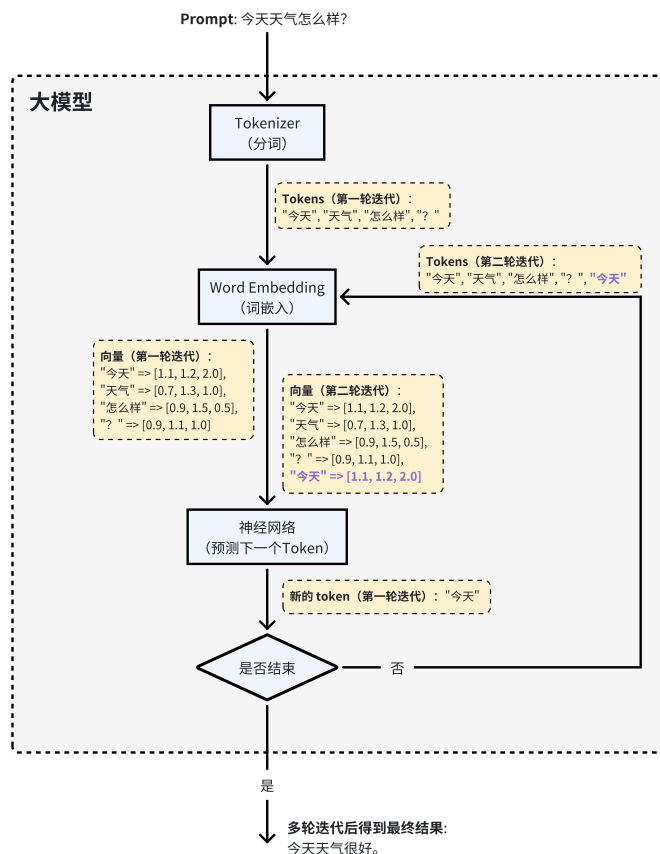 Prompt: 今天天气怎么样？
大模型
Tokenizer
（分词）
Tokens（第一轮迭代）：
"今天", "天气", "怎么样", "？"
Tokens（第二轮迭代）：
"今天", "天气", "怎么样", "？", "今天"
Word Embedding
（词嵌入）
向量（第一轮迭代）：
"今天" => [1.1, 1.2, 2.0],
"天气" => [0.7, 1.3, 1.0],
"怎么样" => [0.9, 1.5, 0.5],
"？" => [0.9, 1.1, 1.0]
向量（第二轮迭代）：
"今天" => [1.1, 1.2, 2.0],
"天气" => [0.7, 1.3, 1.0],
"怎么样" => [0.9, 1.5, 0.5],
"？" => [0.9, 1.1, 1.0],
"今天" => [1.1, 1.2, 2.0]
神经网络
（预测下一个Token）
新的 token（第一轮迭代）："今天"
是否结束
否
是
多轮迭代后得到最终结果:
今天天气很好。